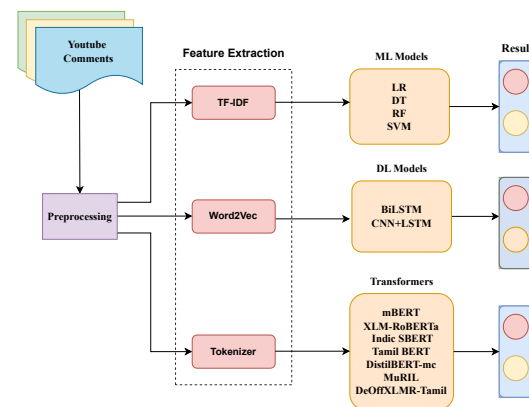 Youtube
Comments
Feature Extraction
ML Models
TF-IDF
LR
DT
RF
SVM
DL Models
Preprocessing
Word2Vec
BiLSTM
CNN+LSTM
Transformers
Tokenizer
mBERT
XLM-RoBERTa
Indic SBERT
Tamil BERT
DistilBERT-mc
MuRIL
DeOffXLMR-Tamil